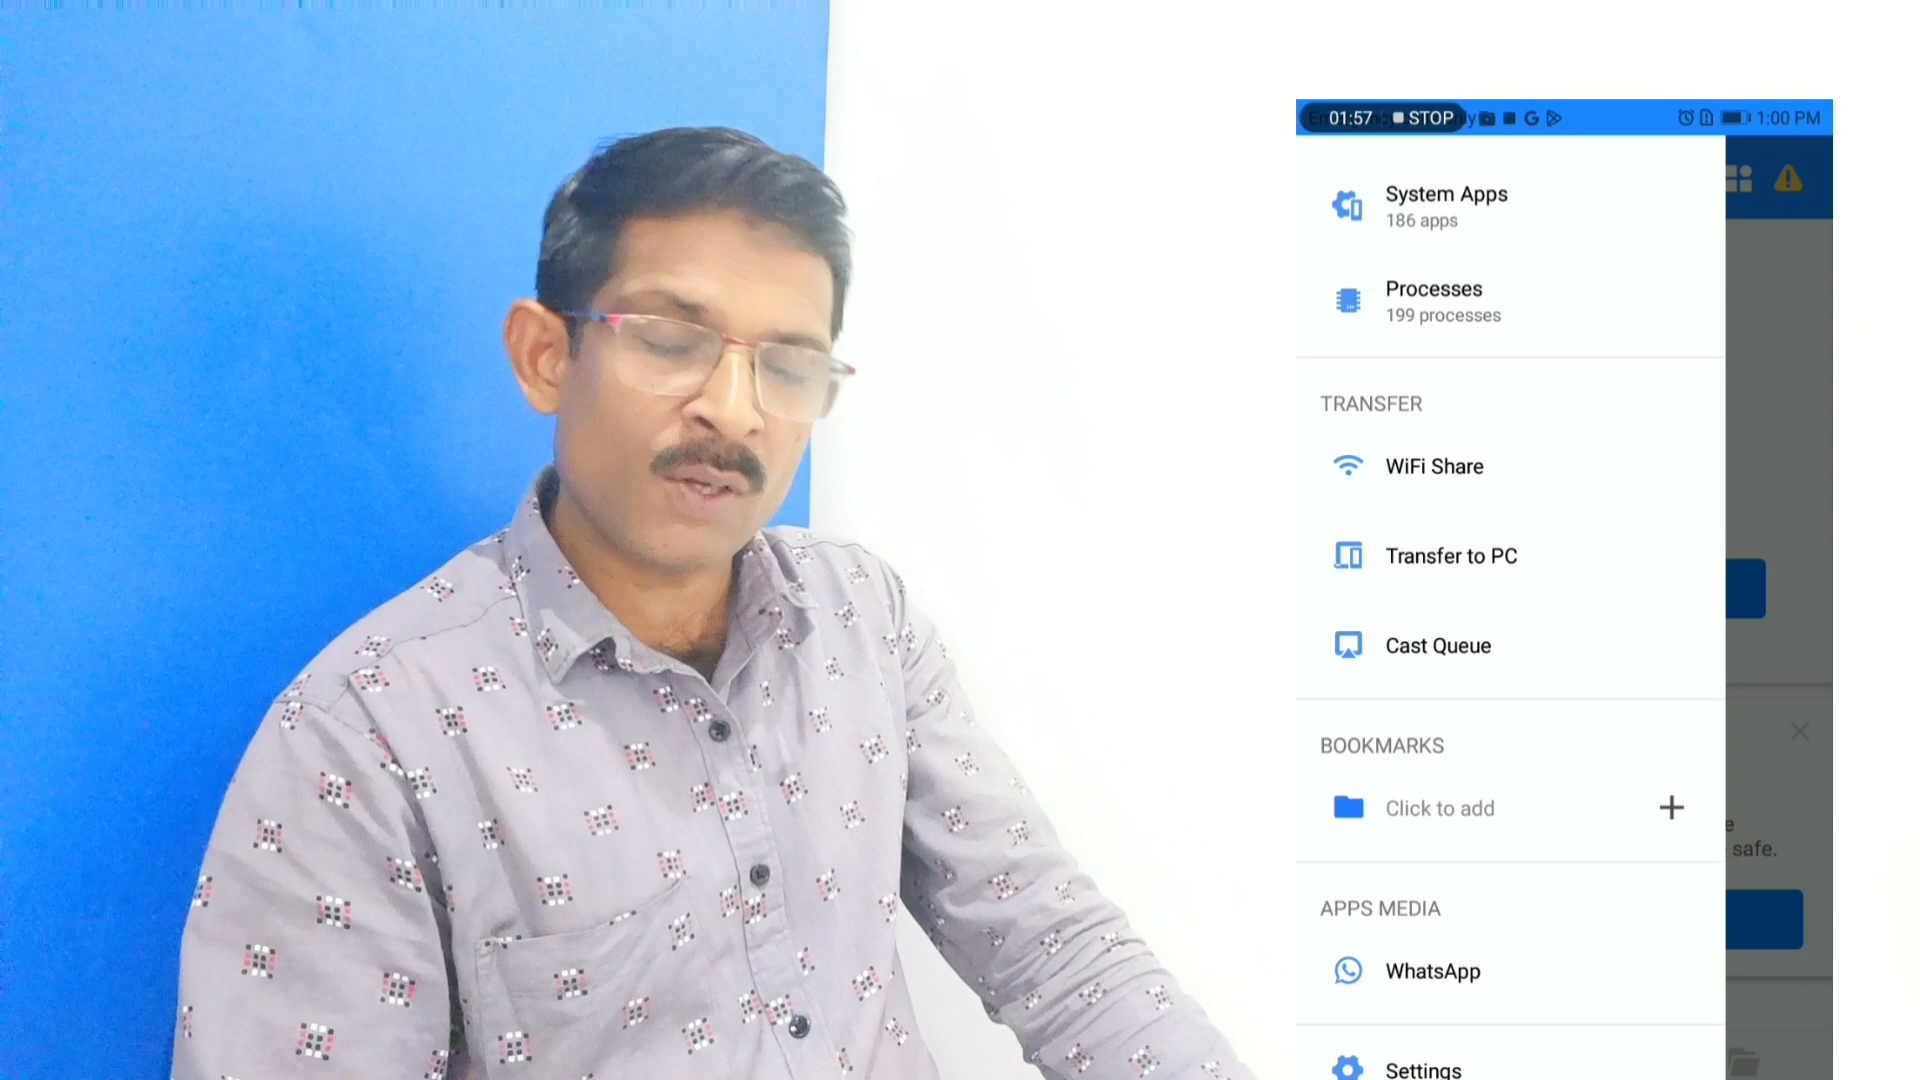 01:57 STOP 1:00 PM
System Apps
186 apps
Processes
199 processes
TRANSFER
WiFi Share
Transfer to PC
Cast Queue
BOOKMARKS
Click to add
safe.
APPS MEDIA
WhatsApp
Settings